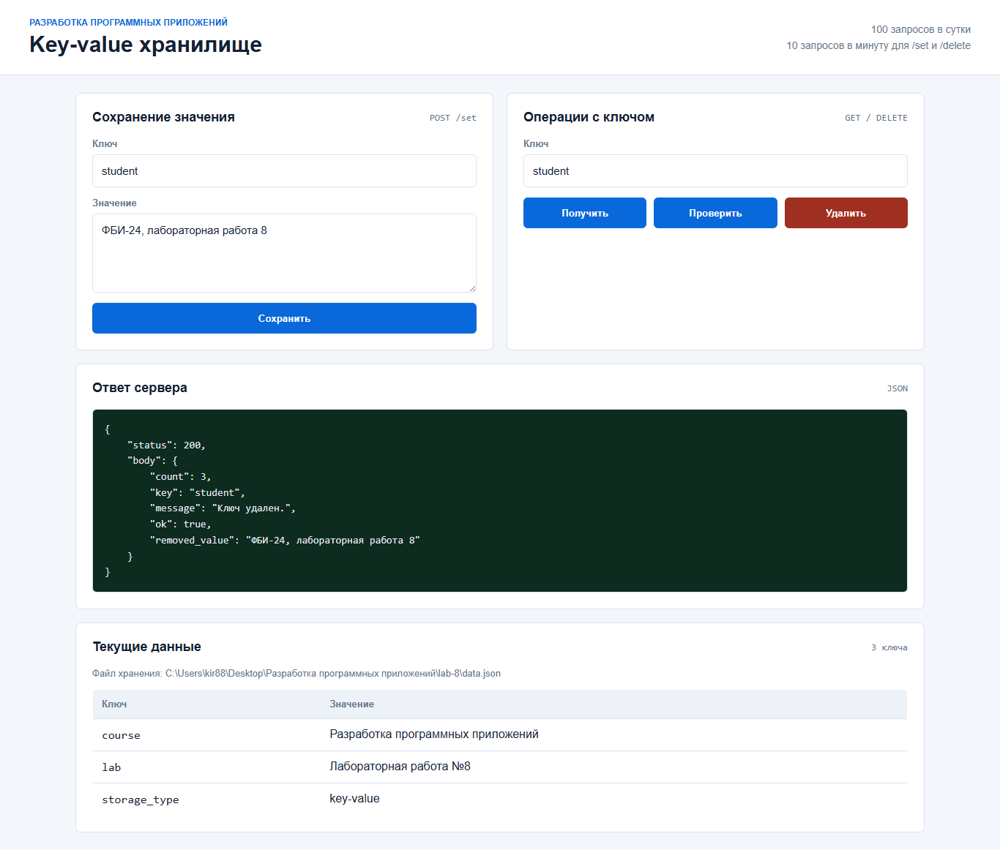 РАЗРАБОТКА ПРОГРАММНЫХ ПРИЛОЖЕНИЙ
Key-value хранилище
100 запросов в сутки
10 запросов в минуту для /set и /delete
Сохранение значения
POST /set
Ключ
student
Значение
ФБИ-24, лабораторная работа 8
Сохранить
Операции с ключом
GET / DELETE
Ключ
student
Получить
Проверить
Удалить
Ответ сервера
JSON
{
    "status": 200,
    "body": {
        "count": 3,
        "key": "student",
        "message": "Ключ удален.",
        "ok": true,
        "removed_value": "ФБИ-24, лабораторная работа 8"
    }
}
Текущие данные
3 ключа
Файл хранения: C:\Users\kir88\Desktop\Разработка программных приложений\lab-8\data.json
Ключ Значение
course Разработка программных приложений
lab Лабораторная работа №8
storage_type key-value